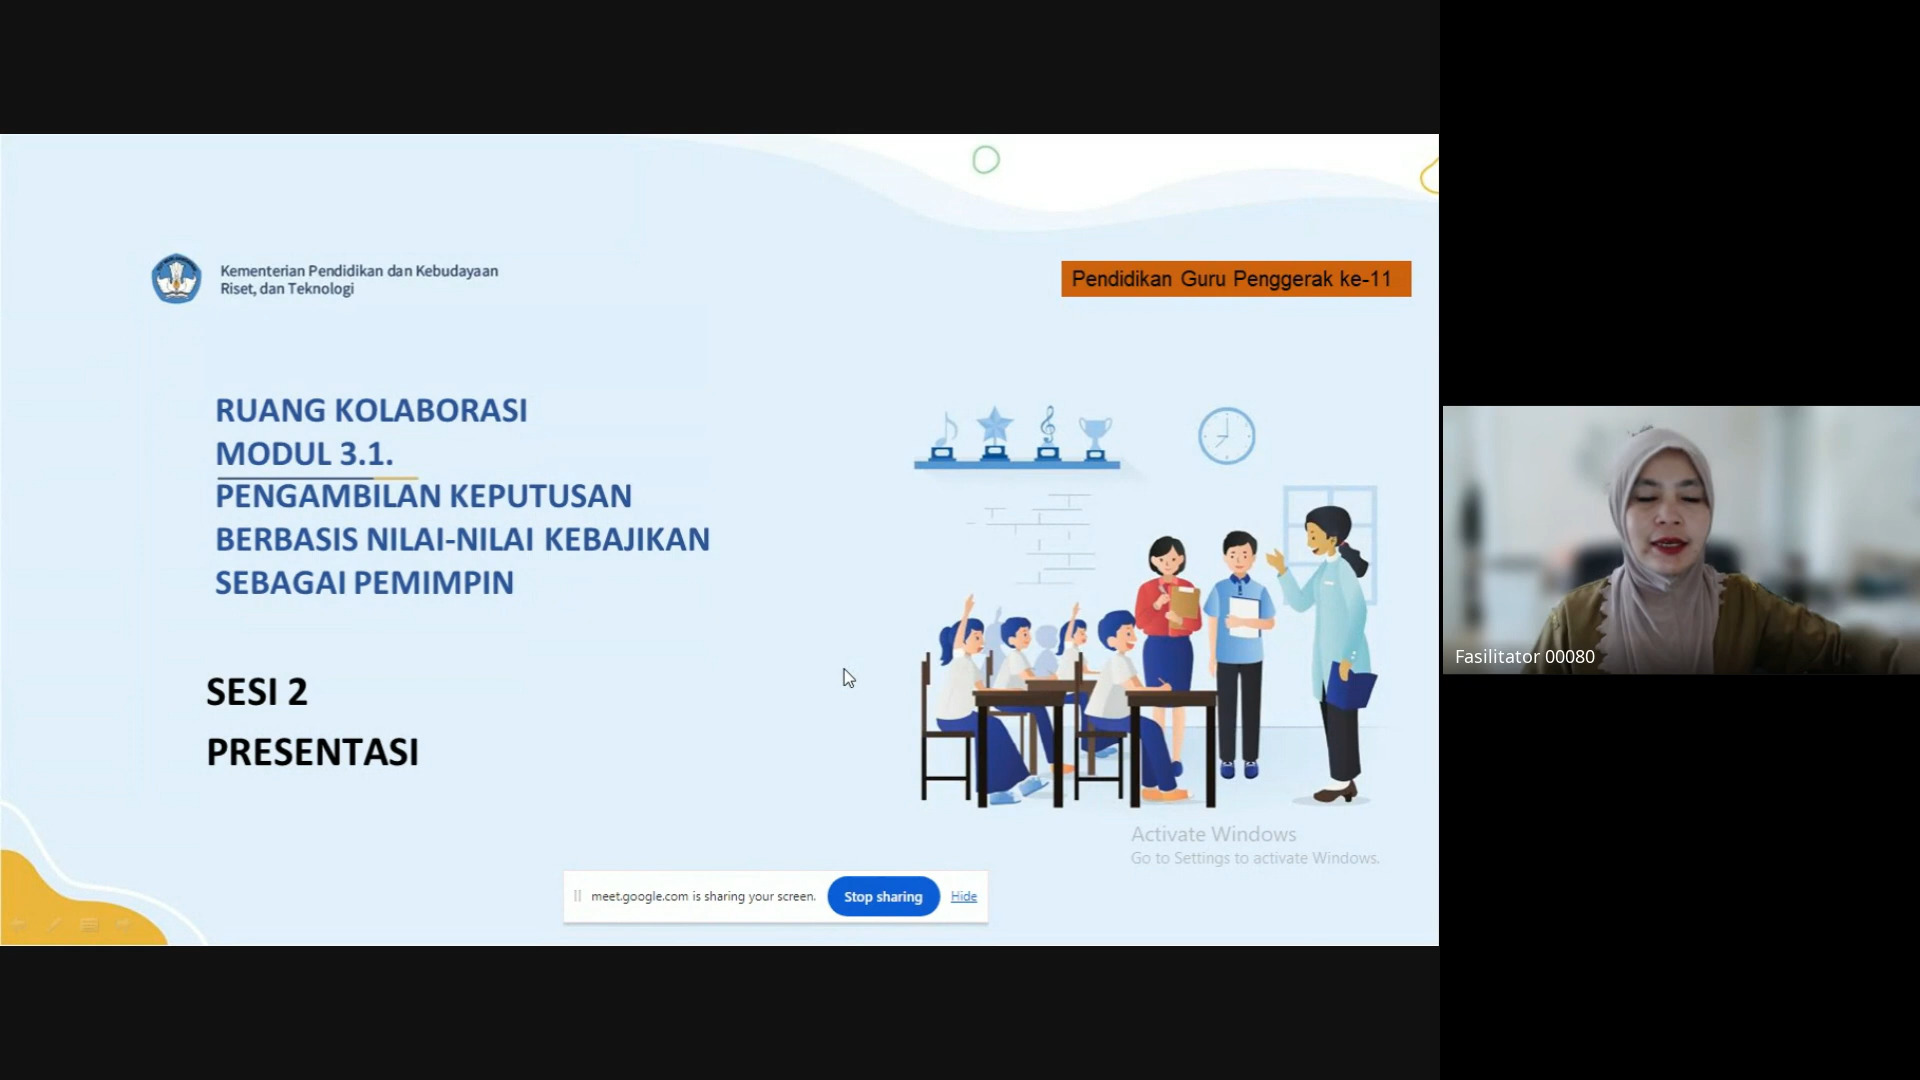 Kementerian Pendidikan dan Kebudayaan
Riset, dan Teknologi
Pendidikan Guru Penggerak ke-11
RUANG KOLABORASI
MODUL 3.1.
PENGAMBILAN KEPUTUSAN
BERBASIS NILAI-NILAI KEBAJIKAN
SEBAGAI PEMIMPIN
SESI 2
PRESENTASI
Activate Windows
Go to Settings to activate Windows.
meet.google.com is sharing your screen. Stop sharing Hide
Fasilitator 00080